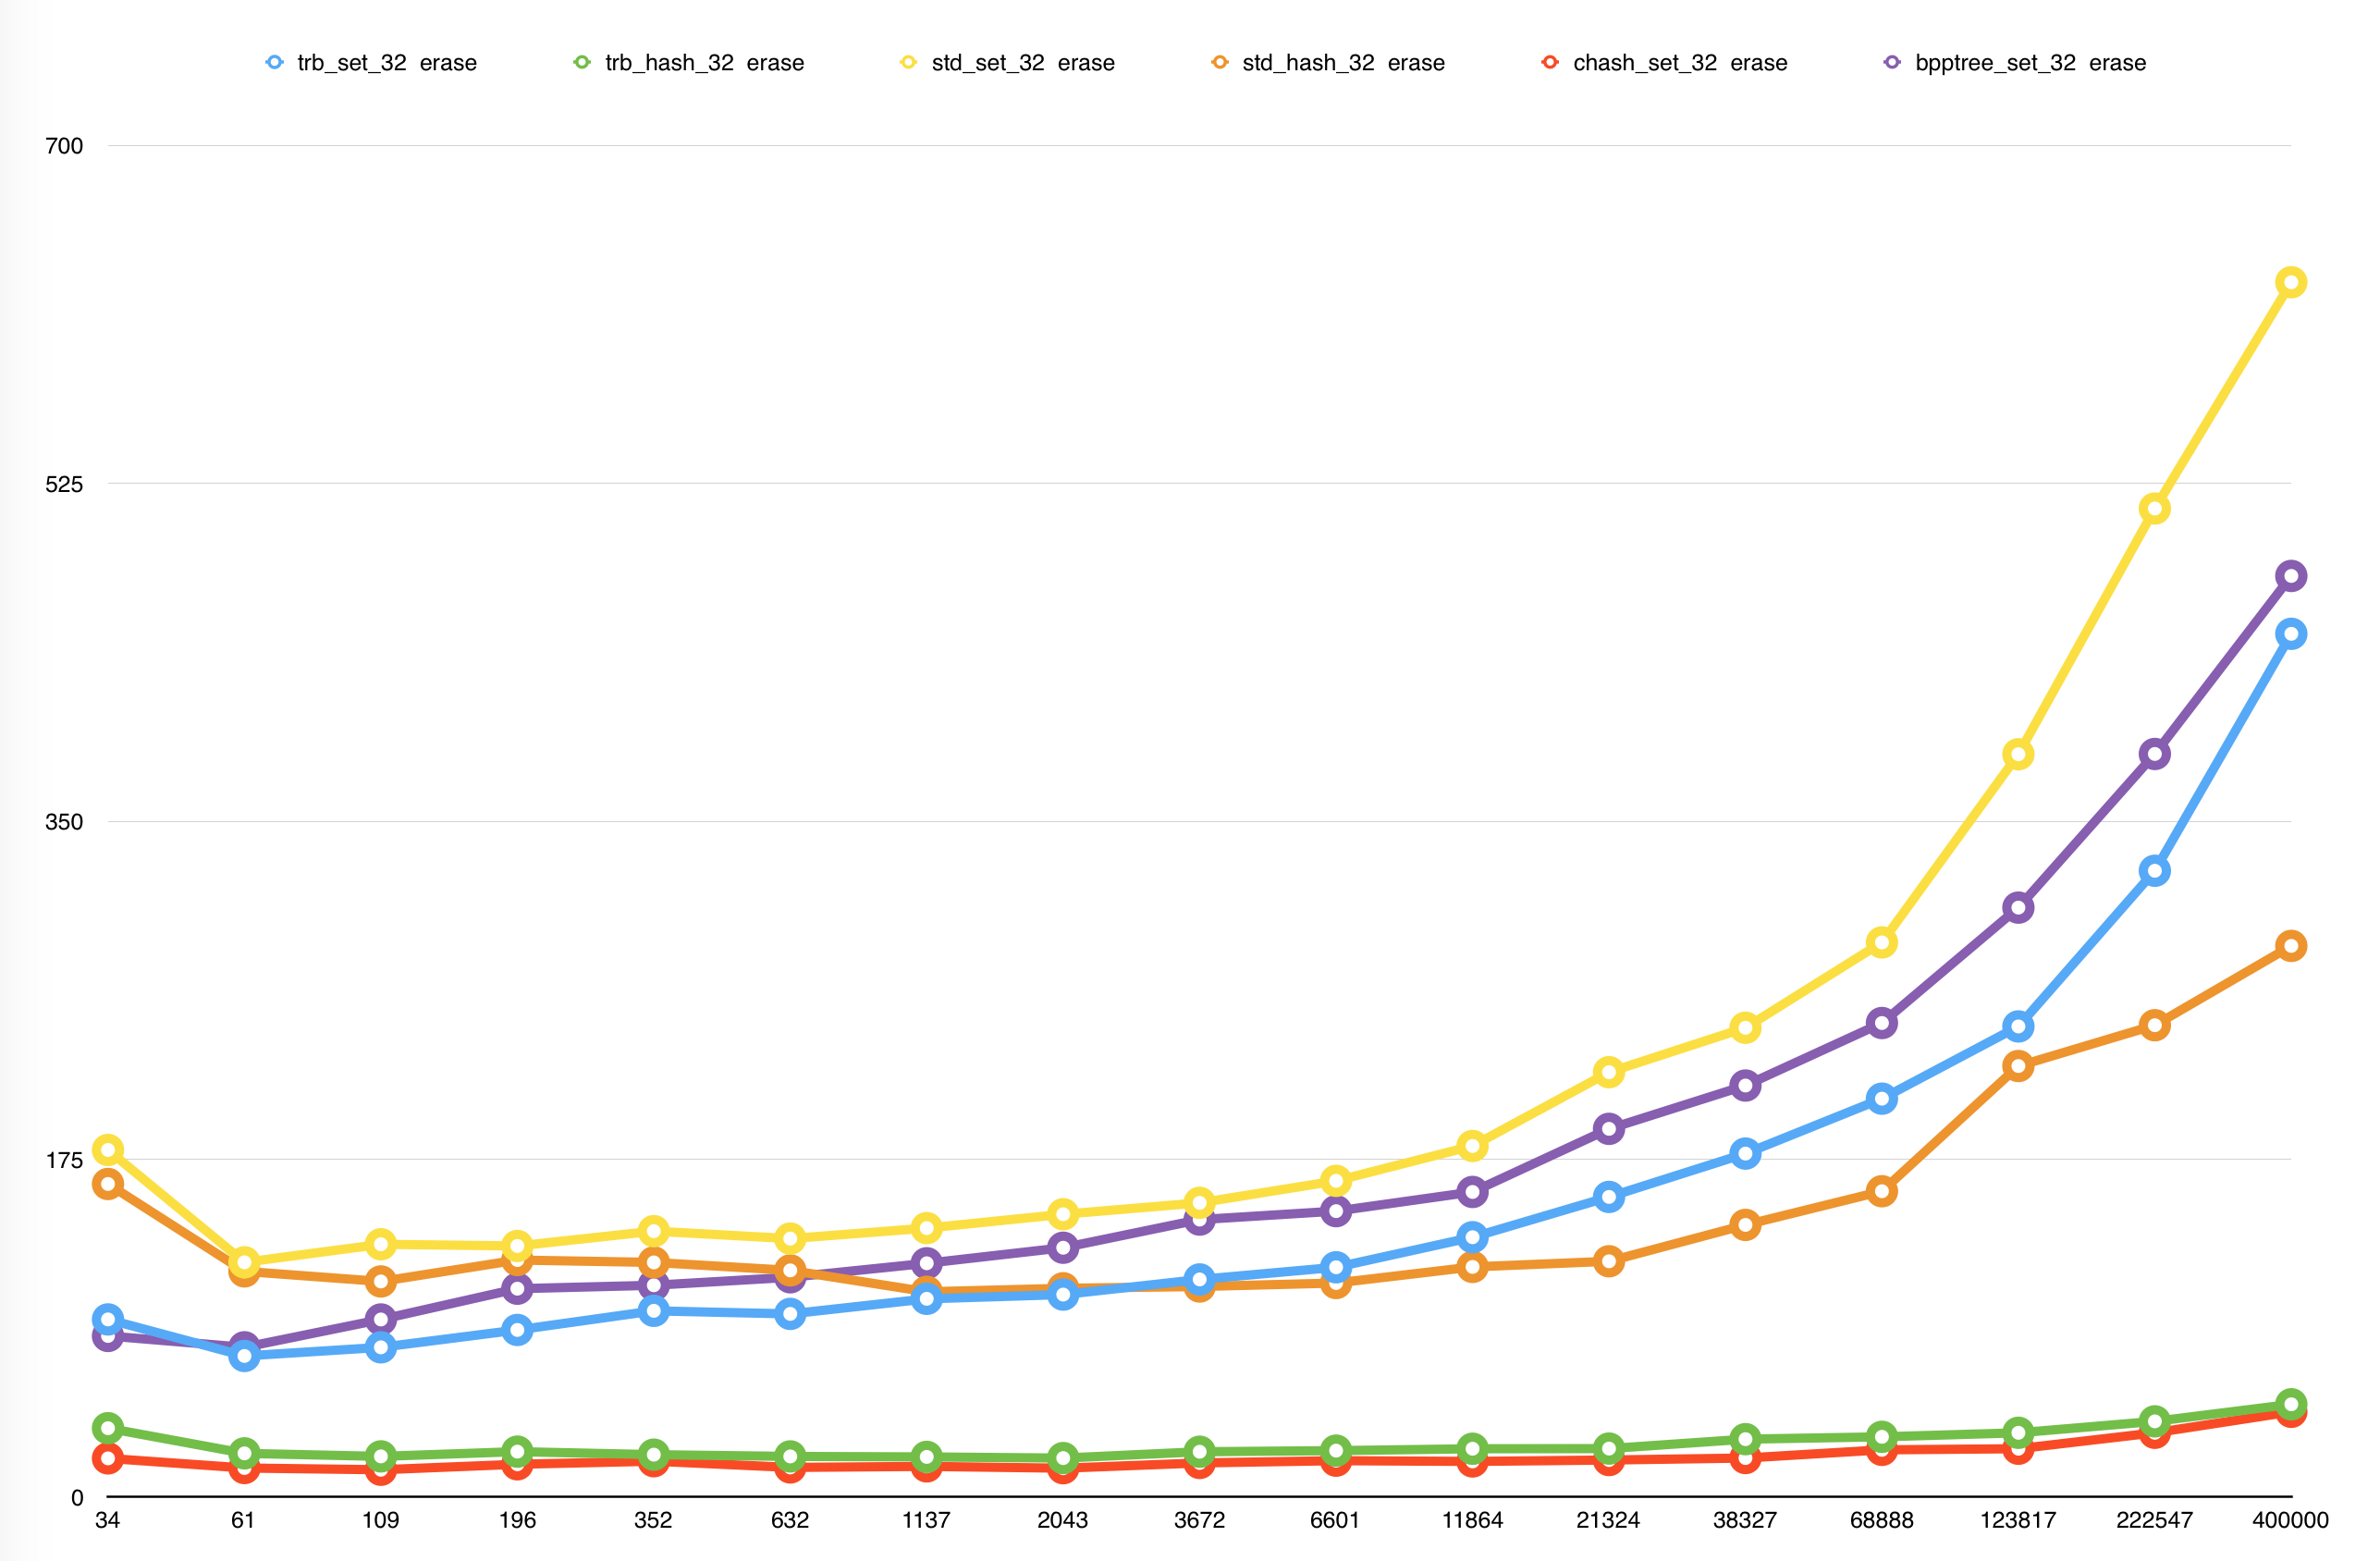 trb_set_32 erase trb_hash_32 erase std_set_32 erase std_hash_32 erase chash_set_32 erase bpptree_set_32 erase
700
525
350
175
0
34 61 109 196 352 632 1137 2043 3672 6601 11864 21324 38327 68888 123817 222547 400000